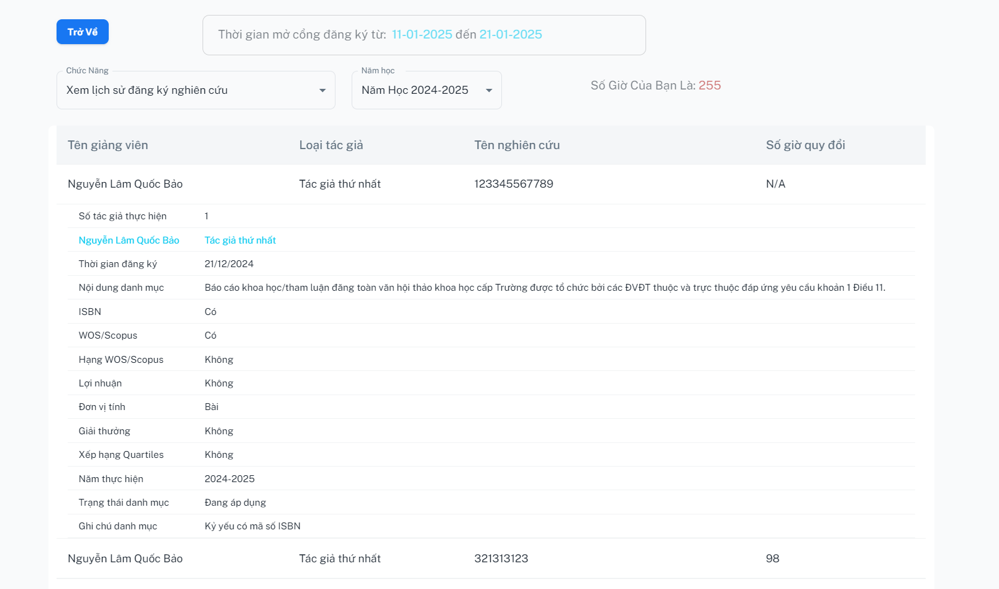 Trở Về
Thời gian mở cổng đăng ký từ: 11-01-2025 đến 21-01-2025
Chức Năng
Xem lịch sử đăng ký nghiên cứu
Năm học
Năm Học 2024-2025
Số Giờ Của Bạn Là: 255
Tên giảng viên Loại tác giả Tên nghiên cứu Số giờ quy đổi
Nguyễn Lâm Quốc Bảo Tác giả thứ nhất 123345567789 N/A
Số tác giả thực hiện 1
Nguyễn Lâm Quốc Bảo Tác giả thứ nhất
Thời gian đăng ký 21/12/2024
Nội dung danh mục Báo cáo khoa học/tham luận đăng toàn văn hội thảo khoa học cấp Trường được tổ chức bởi các ĐVĐT thuộc và trực thuộc đáp ứng yêu cầu khoản 1 Điều 11.
ISBN Có
WOS/Scopus Có
Hạng WOS/Scopus Không
Lợi nhuận Không
Đơn vị tính Bài
Giải thưởng Không
Xếp hạng Quartiles Không
Năm thực hiện 2024-2025
Trạng thái danh mục Đang áp dụng
Ghi chú danh mục Kỷ yếu có mã số ISBN
Nguyễn Lâm Quốc Bảo Tác giả thứ nhất 321313123 98